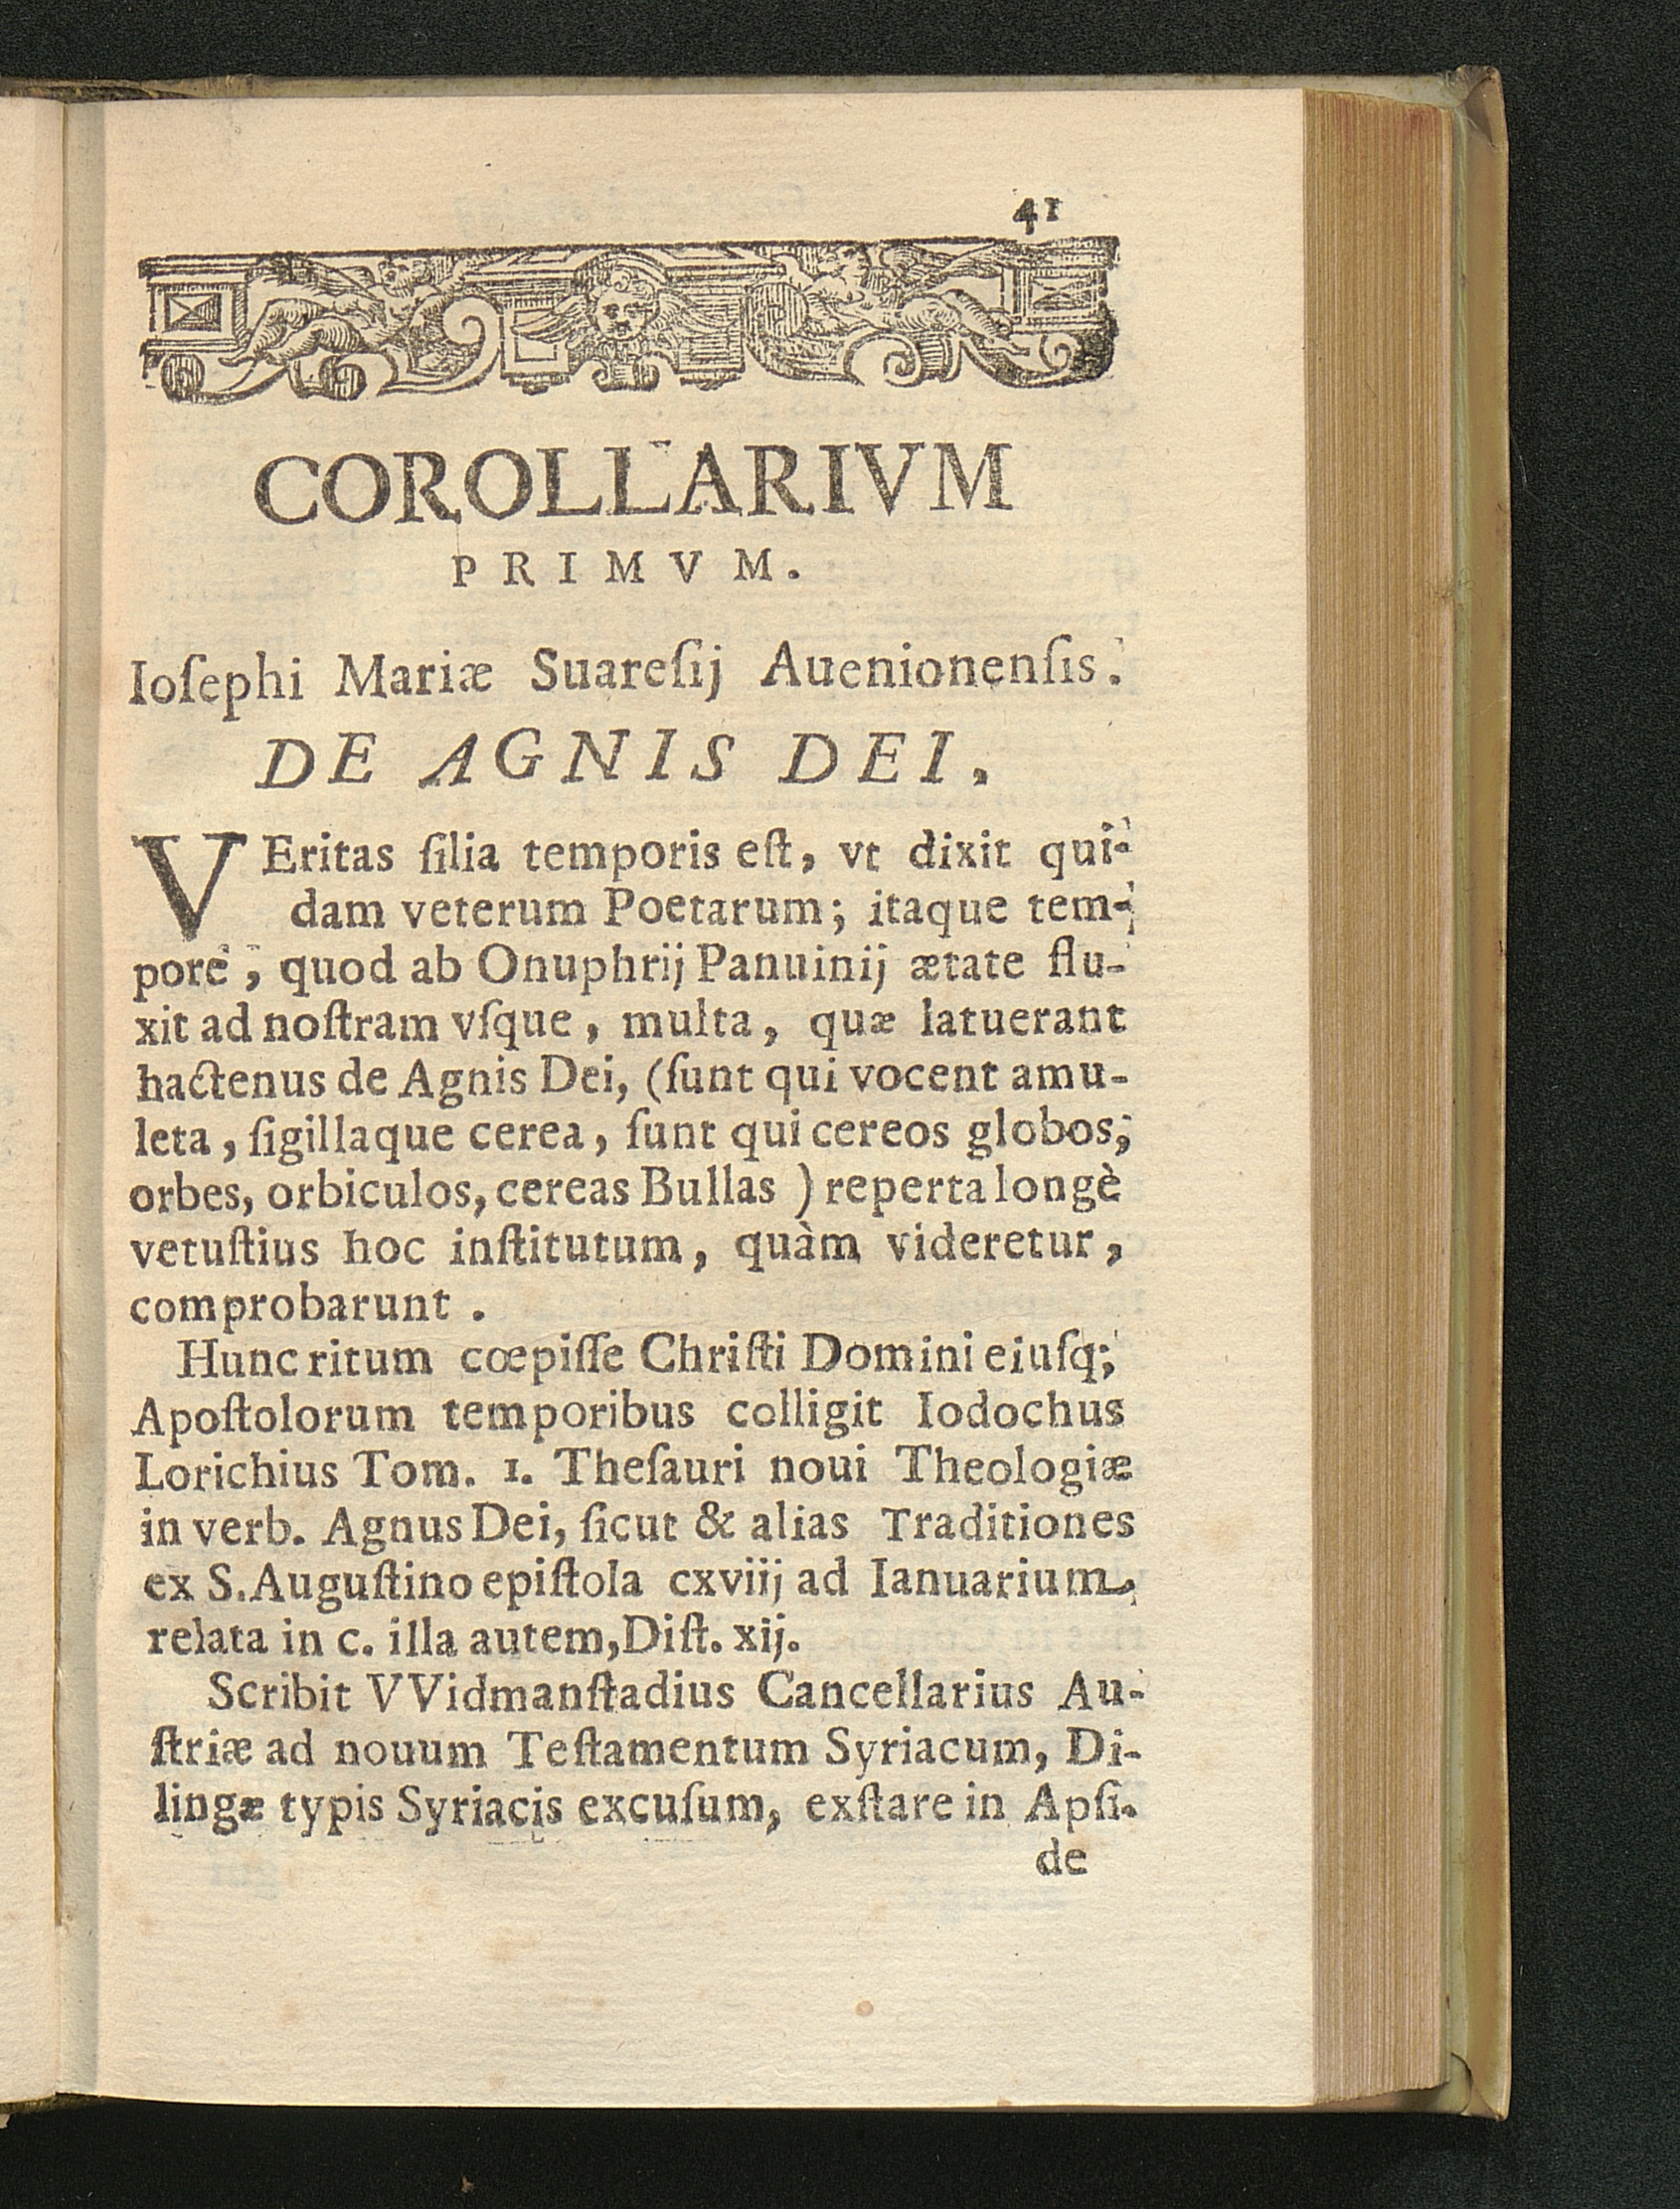 41
COROLLARIVM
PRIMVM.
Ioſephi Mariæ Suareſij Auenionenſis.
DE AGNIS DEI.
VEritas filia temporis eſt, vt dixit qui-
dam veterum Poetarum; itaque tem-
pore, quod ab Onuphrij Panuinij ætate flu-
xit ad noſtram vſque, multa, quæ latuerant
hactenus de Agnis Dei, (ſunt qui vocent amu-
leta, ſigillaque cerea, ſunt qui cereos globos,
orbes, orbiculos, cereas Bullas) reperta longè
vetuſtius hoc inſtitutum, quàm videretur,
comprobarunt.
Hunc ritum cœpiſſe Chriſti Domini eiuſq;
Apoſtolorum temporibus colligit Iodochus
Lorichius Tom. 1. Theſauri noui Theologiæ
in verb. Agnus Dei, ſicut & alias Traditiones
ex S. Auguſtino epiſtola cxviij ad Ianuarium,
relata in c. illa autem, Diſt. xij.
Scribit VVidmanſtadius Cancellarius Au-
ſtriæ ad nouum Teſtamentum Syriacum, Di-
lingæ typis Syriacis excuſum, exſtare in Apſi-
de